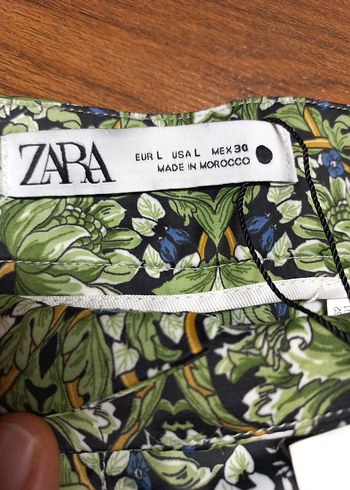 ZARA
EUR L USA L MEX 30
MADE IN MOROCCO